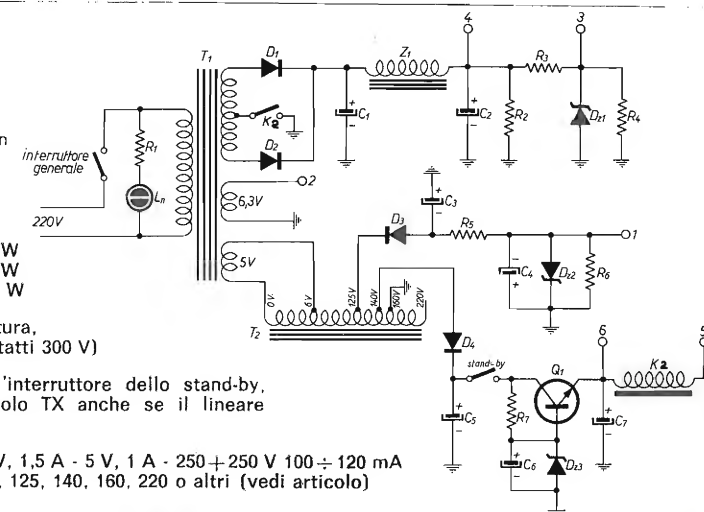 4
3
T1
D1
Z1
R3
n
interruttore
generale
R1
K2
C1
C2
R2
Dz1
R4
D2
Ln
2
6,3V
220V
C3
D3
R5
1
W
W
W
5V
C4
Dz2
R6
0V
6V
125V
140V
160V
220V
T2
tura,
tatti 300 V)
D4
6
5
stand-by
Q1
K2
'interruttore dello stand-by,
olo TX anche se il lineare
C5
R7
C7
C6
Dz3
V, 1,5 A - 5 V, 1 A - 250+250 V 100÷120 mA
, 125, 140, 160, 220 o altri (vedi articolo)